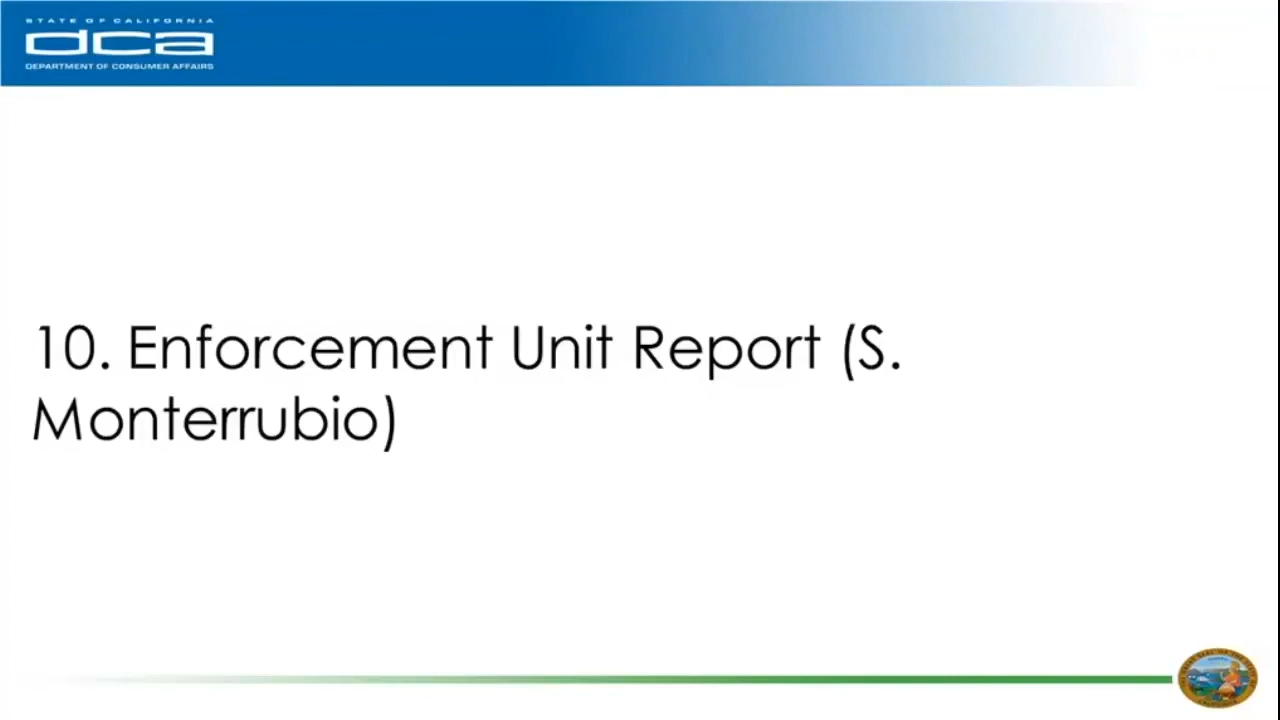 STATE OF CALIFORNIA
dca
DEPARTMENT OF CONSUMER AFFAIRS
10. Enforcement Unit Report (S.
Monterrubio)